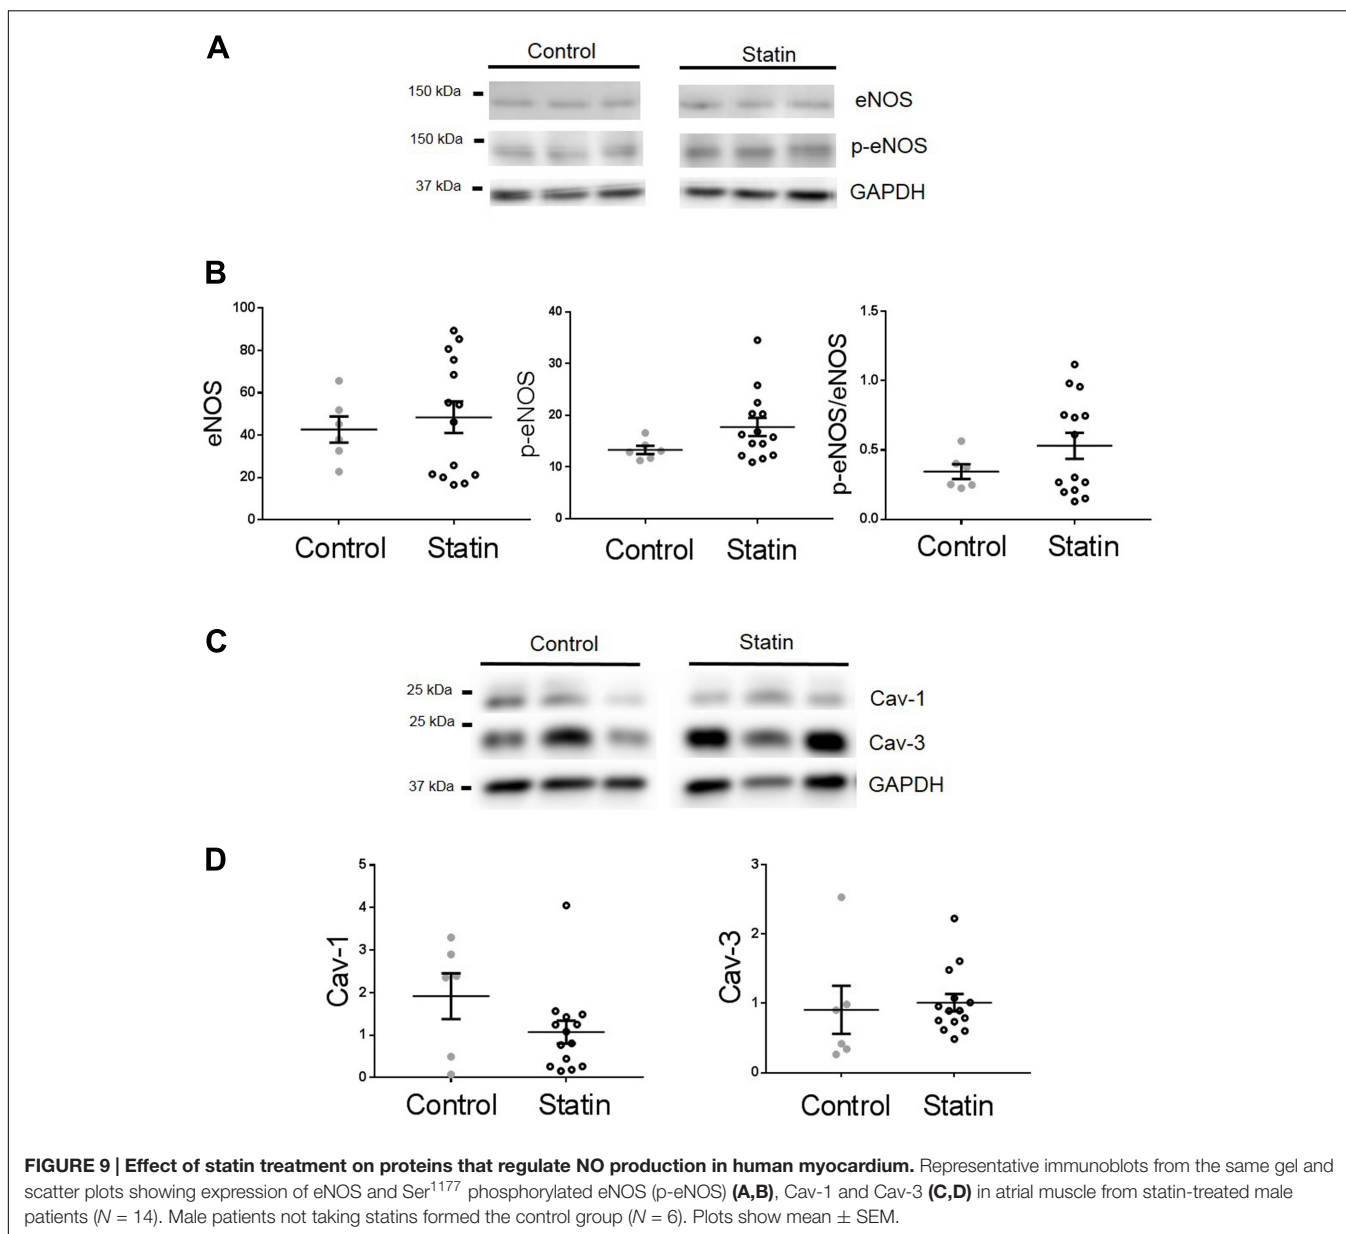 A
Control
Statin
150 kDa
eNOS
150 kDa
p-eNOS
37 kDa
GAPDH
B
100
80
60
40
20
0
eNOS
Control
Statin
40
30
20
10
0
p-eNOS
Control
Statin
1.5
1.0
0.5
0.0
p-eNOS/eNOS
Control
Statin
C
Control
Statin
25 kDa
Cav-1
25 kDa
Cav-3
37 kDa
GAPDH
D
5
4
3
2
1
0
Cav-1
Control
Statin
3
2
1
0
Cav-3
Control
Statin
FIGURE 9 | Effect of statin treatment on proteins that regulate NO production in human myocardium. Representative immunoblots from the same gel and
scatter plots showing expression of eNOS and Ser1177 phosphorylated eNOS (p-eNOS) (A,B), Cav-1 and Cav-3 (C,D) in atrial muscle from statin-treated male
patients (N = 14). Male patients not taking statins formed the control group (N = 6). Plots show mean ± SEM.